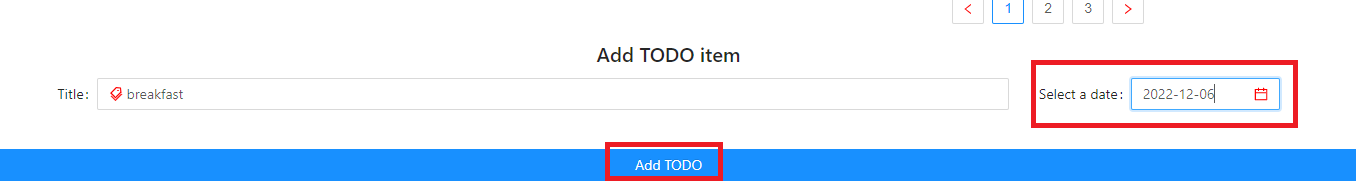 1 2 3
Add TODO item
Title: breakfast Select a date: 2022-12-06
Add TODO